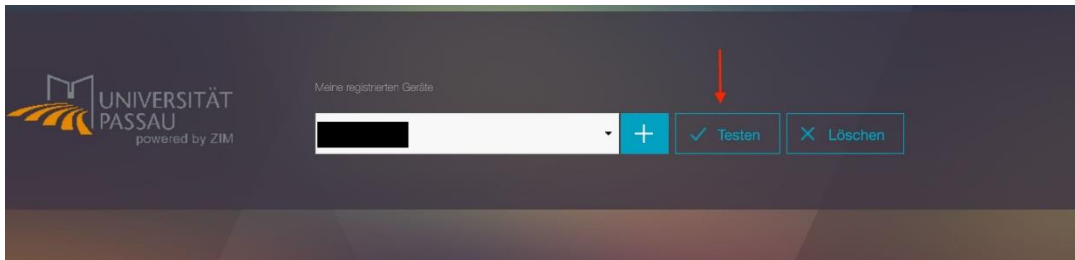 UNIVERSITÄT
PASSAU
powered by ZIM
Meine registrierten Geräte
Testen
Löschen